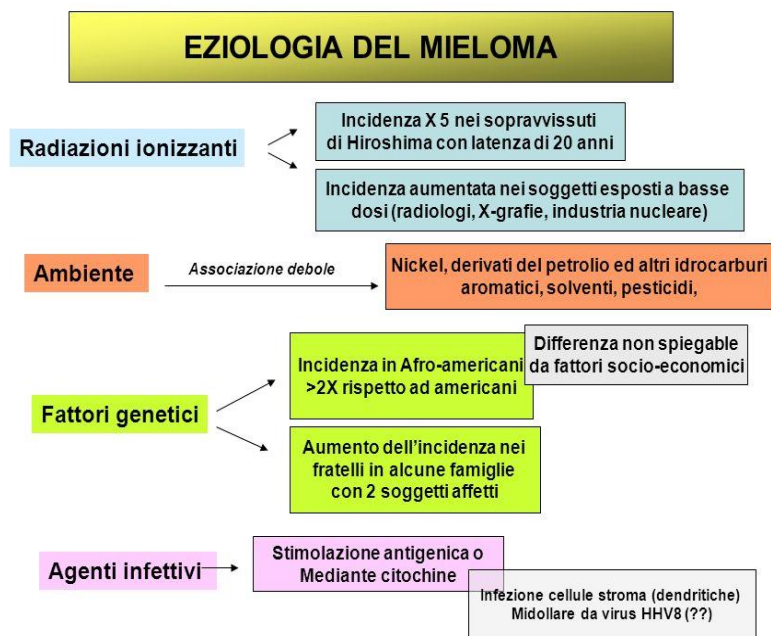 EZIOLOGIA DEL MIELOMA
Radiazioni ionizzanti
Incidenza X 5 nei sopravvissuti
di Hiroshima con latenza di 20 anni
Incidenza aumentata nei soggetti esposti a basse
dosi (radiologi, X-grafie, industria nucleare)
Ambiente
Associazione debole
Nickel, derivati del petrolio ed altri idrocarburi
aromatici, solventi, pesticidi,
Fattori genetici
Incidenza in Afro-americani
>2X rispetto ad americani
Differenza non spiegable
da fattori socio-economici
Aumento dell'incidenza nei
fratelli in alcune famiglie
con 2 soggetti affetti
Agenti infettivi
Stimolazione antigenica o
Mediante citochine
Infezione cellule stroma (dendritiche)
Midollare da virus HHV8 (??)